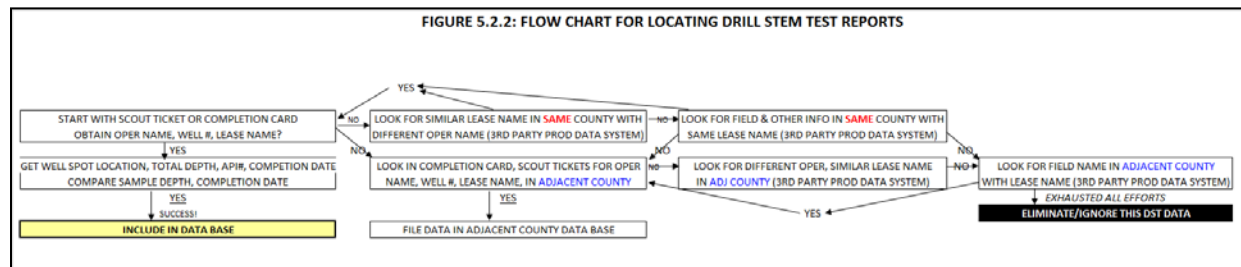 FIGURE 5.2.2: FLOW CHART FOR LOCATING DRILL STEM TEST REPORTS
YES
START WITH SCOUT TICKET OR COMPLETION CARD
OBTAIN OPER NAME, WELL #, LEASE NAME?
NO
LOOK FOR SIMILAR LEASE NAME IN SAME COUNTY WITH
DIFFERENT OPER NAME (3RD PARTY PROD DATA SYSTEM)
NO
LOOK FOR FIELD & OTHER INFO IN SAME COUNTY WITH
SAME LEASE NAME (3RD PARTY PROD DATA SYSTEM)
YES
NO
NO
NO
GET WELL SPOT LOCATION, TOTAL DEPTH, API#, COMPETION DATE
COMPARE SAMPLE DEPTH, COMPLETION DATE
LOOK IN COMPLETION CARD, SCOUT TICKETS FOR OPER
NAME, WELL #, LEASE NAME, IN ADJACENT COUNTY
NO
LOOK FOR DIFFERENT OPER, SIMILAR LEASE NAME
IN ADJ COUNTY (3RD PARTY PROD DATA SYSTEM)
NO
LOOK FOR FIELD NAME IN ADJACENT COUNTY
WITH LEASE NAME (3RD PARTY PROD DATA SYSTEM)
YES
SUCCESS!
YES
YES
EXHAUSTED ALL EFFORTS
INCLUDE IN DATA BASE
FILE DATA IN ADJACENT COUNTY DATA BASE
ELIMINATE/IGNORE THIS DST DATA